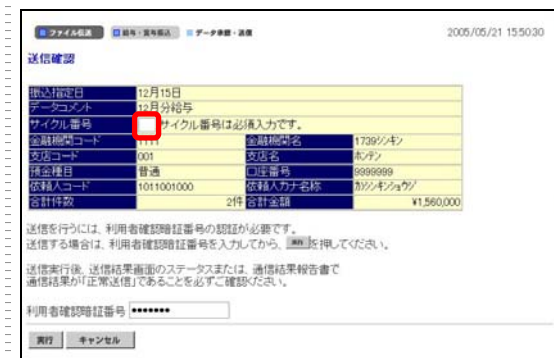 ファイル伝送 給与・賞与振込 データ承認・送信 2005/05/21 15:50:30
送信確認
振込指定日 12月15日
データコメント 12月分給与
サイクル番号 サイクル番号は必須入力です。
金融機関コード 1111 金融機関名 1739シンキン
支店コード 001 支店名 ホンテン
預金種目 普通 口座番号 9999999
依頼人コード 1011001000 依頼人カナ名称
合計件数 2件 合計金額 ¥1,560,000
送信を行うには、利用者確認暗証番号の認証が必要です。
送信する場合は、利用者確認暗証番号を入力してから、実行を押してください。
送信実行後、送信結果画面のステータスまたは、通信結果報告書で
通信結果が「正常送信」であることを必ずご確認ください。
利用者確認暗証番号 ●●●●●●●
実行 キャンセル